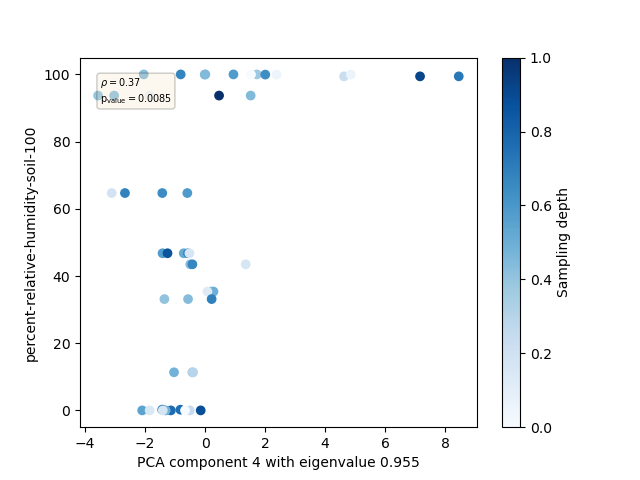 ρ = 0.37
p_value = 0.0085
100
80
60
40
20
0
percent-relative-humidity-soil-100
−4 −2 0 2 4 6 8
PCA component 4 with eigenvalue 0.955
1.0
0.8
0.6
0.4
0.2
0.0
Sampling depth